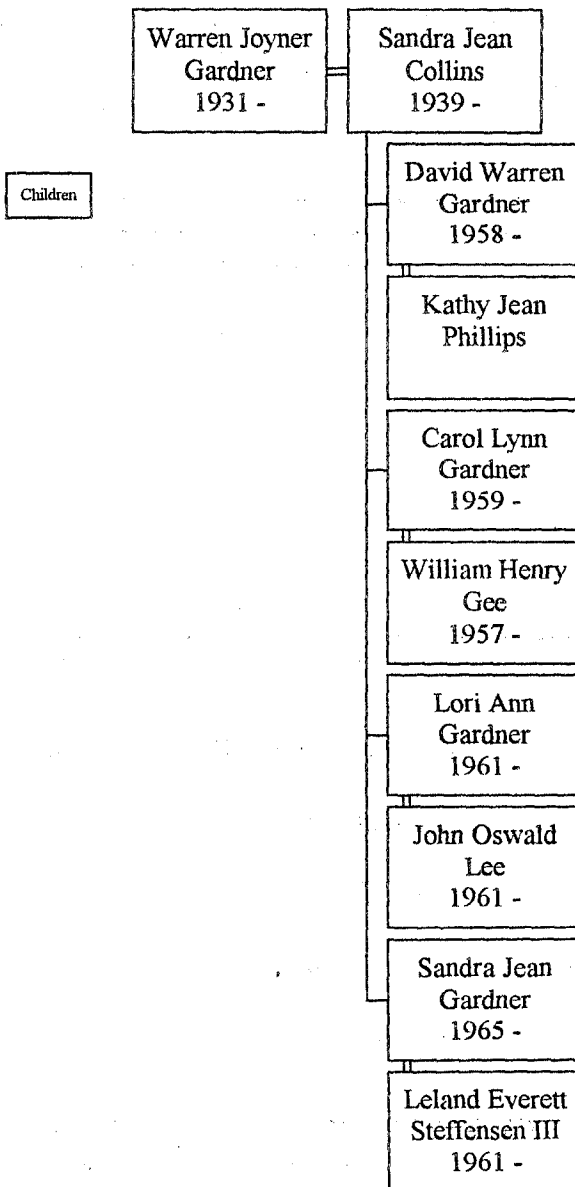 Warren Joyner
Gardner
1931 -
Sandra Jean
Collins
1939 -
Children
David Warren
Gardner
1958 -
Kathy Jean
Phillips
Carol Lynn
Gardner
1959 -
William Henry
Gee
1957 -
Lori Ann
Gardner
1961 -
John Oswald
Lee
1961 -
Sandra Jean
Gardner
1965 -
Leland Everett
Steffensen III
1961 -